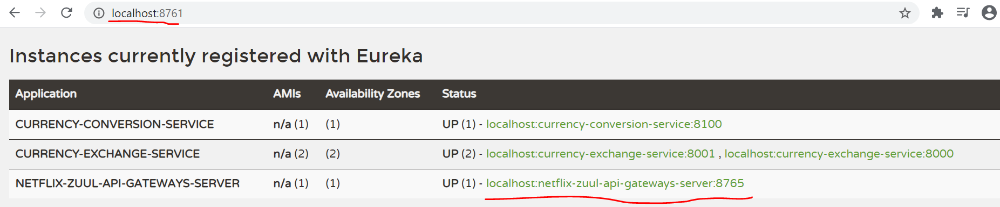 localhost:8761
Instances currently registered with Eureka
Application AMIs Availability Zones Status
CURRENCY-CONVERSION-SERVICE n/a (1) (1) UP (1) - localhost:currency-conversion-service:8100
CURRENCY-EXCHANGE-SERVICE n/a (2) (2) UP (2) - localhost:currency-exchange-service:8001 , localhost:currency-exchange-service:8000
NETFLIX-ZUUL-API-GATEWAYS-SERVER n/a (1) (1) UP (1) - localhost:netflix-zuul-api-gateways-server:8765